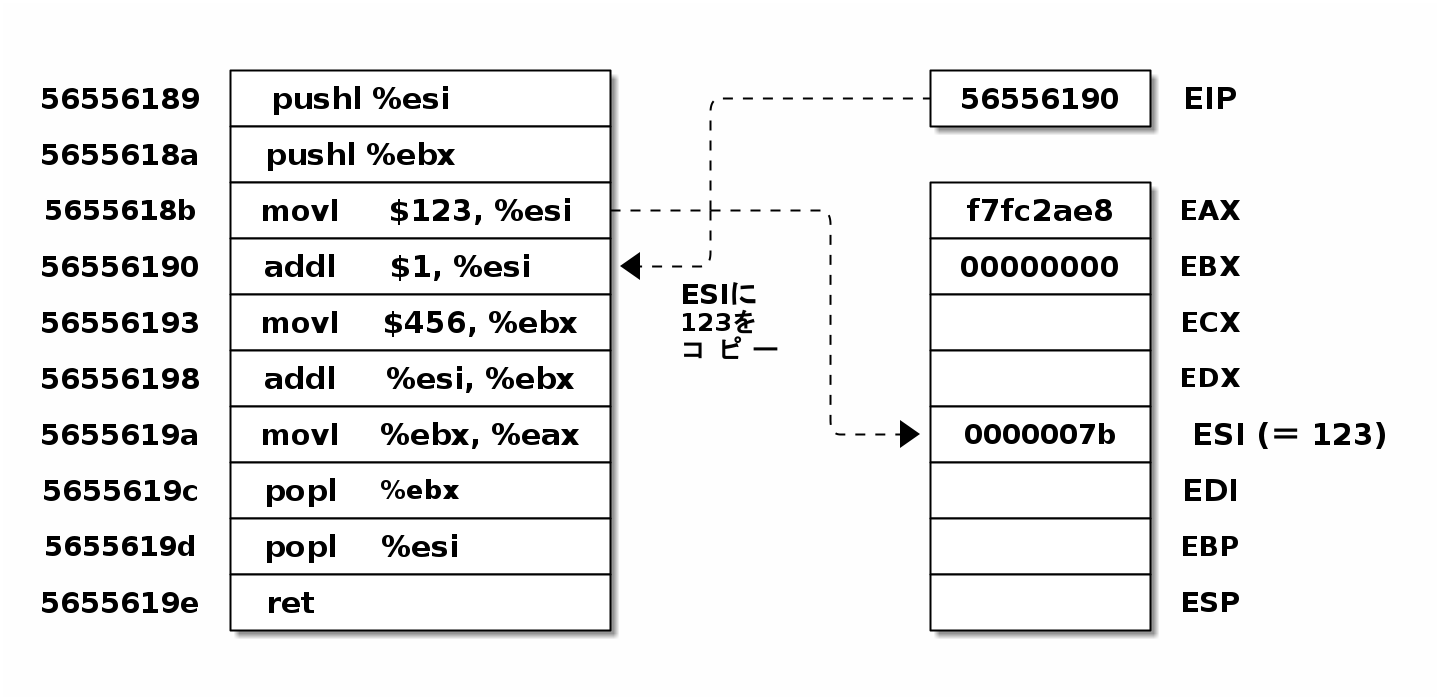 56556189 pushl %esi
5655618a pushl %ebx
5655618b movl $123, %esi
56556190 addl $1, %esi
56556193 movl $456, %ebx
56556198 addl %esi, %ebx
5655619a movl %ebx, %eax
5655619c popl %ebx
5655619d popl %esi
5655619e ret
ESIに
123を
コピー
56556190 EIP
f7fc2ae8 EAX
00000000 EBX
ECX
EDX
0000007b ESI (= 123)
EDI
EBP
ESP